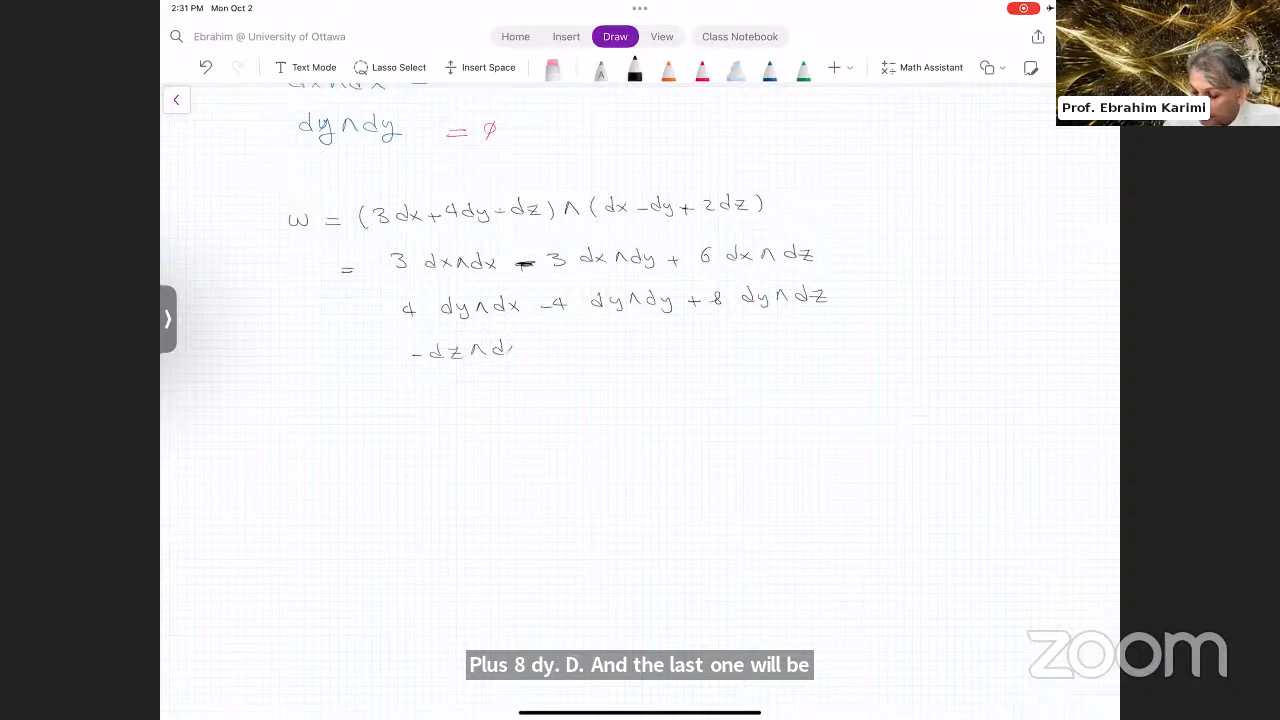 2:31 PM Mon Oct 2
Ebrahim @ University of Ottawa
Home Insert Draw View Class Notebook
Text Mode Lasso Select Insert Space Math Assistant
Prof. Ebrahim Karimi
dy∧dy = ∅
w = (3dx+4dy-dz)∧(dx-dy+2dz)
= 3 dx∧dx - 3 dx∧dy + 6 dx∧dz
4 dy∧dx -4 dy∧dy + 8 dy∧dz
-dz∧d
Plus 8 dy. D. And the last one will be
zoom